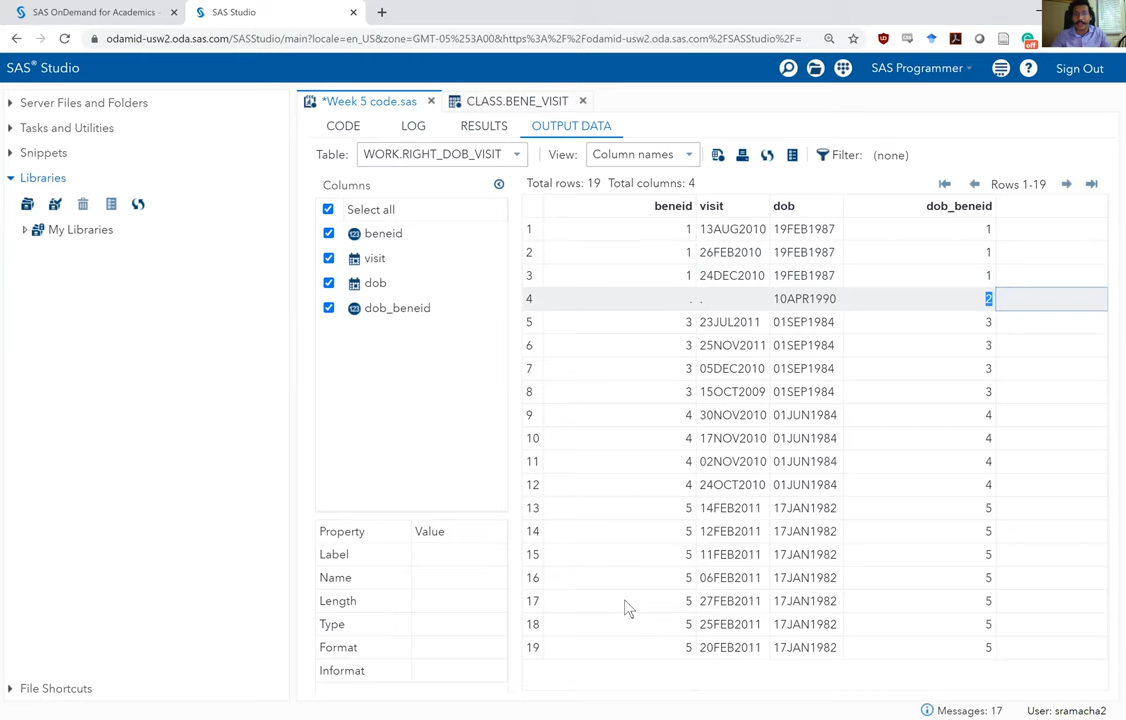 SAS OnDemand for Academics
SAS Studio
odamid-usw2.oda.sas.com/SASStudio/main?locale=en_US&zone=GMT-05%253A00&https%3A%2F%2Fodamid-usw2.oda.sas.com%2FSASStudio%2F=
off
SAS® Studio
SAS Programmer
Sign Out
Server Files and Folders
Tasks and Utilities
Snippets
Libraries
My Libraries
File Shortcuts
*Week 5 code.sas
CLASS.BENE_VISIT
CODE LOG RESULTS OUTPUT DATA
Table: WORK.RIGHT_DOB_VISIT View: Column names Filter: (none)
Columns
Select all
beneid
visit
dob
dob_beneid
Property Value
Label
Name
Length
Type
Format
Informat
Total rows: 19 Total columns: 4 Rows 1-19
beneid visit dob dob_beneid
1 1 13AUG2010 19FEB1987 1
2 1 26FEB2010 19FEB1987 1
3 1 24DEC2010 19FEB1987 1
4 . . 10APR1990 2
5 3 23JUL2011 01SEP1984 3
6 3 25NOV2011 01SEP1984 3
7 3 05DEC2010 01SEP1984 3
8 3 15OCT2009 01SEP1984 3
9 4 30NOV2010 01JUN1984 4
10 4 17NOV2010 01JUN1984 4
11 4 02NOV2010 01JUN1984 4
12 4 24OCT2010 01JUN1984 4
13 5 14FEB2011 17JAN1982 5
14 5 12FEB2011 17JAN1982 5
15 5 11FEB2011 17JAN1982 5
16 5 06FEB2011 17JAN1982 5
17 5 27FEB2011 17JAN1982 5
18 5 25FEB2011 17JAN1982 5
19 5 20FEB2011 17JAN1982 5
Messages: 17 User: sramacha2